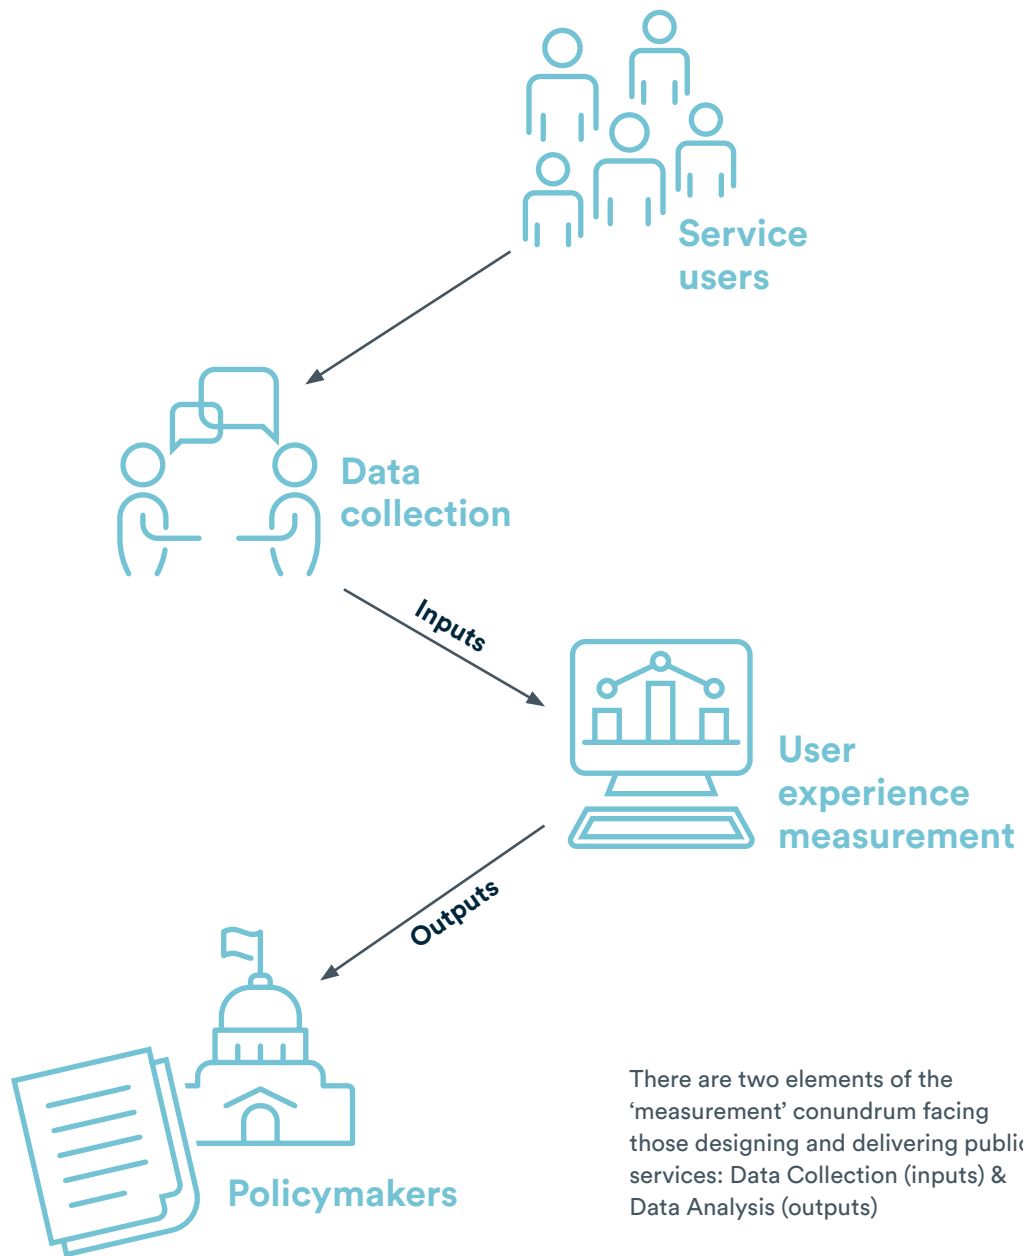 Service
users
Data
collection
Inputs
User
experience
measurement
Outputs
Policymakers
There are two elements of the
‘measurement’ conundrum facing
those designing and delivering public
services: Data Collection (inputs) &
Data Analysis (outputs)